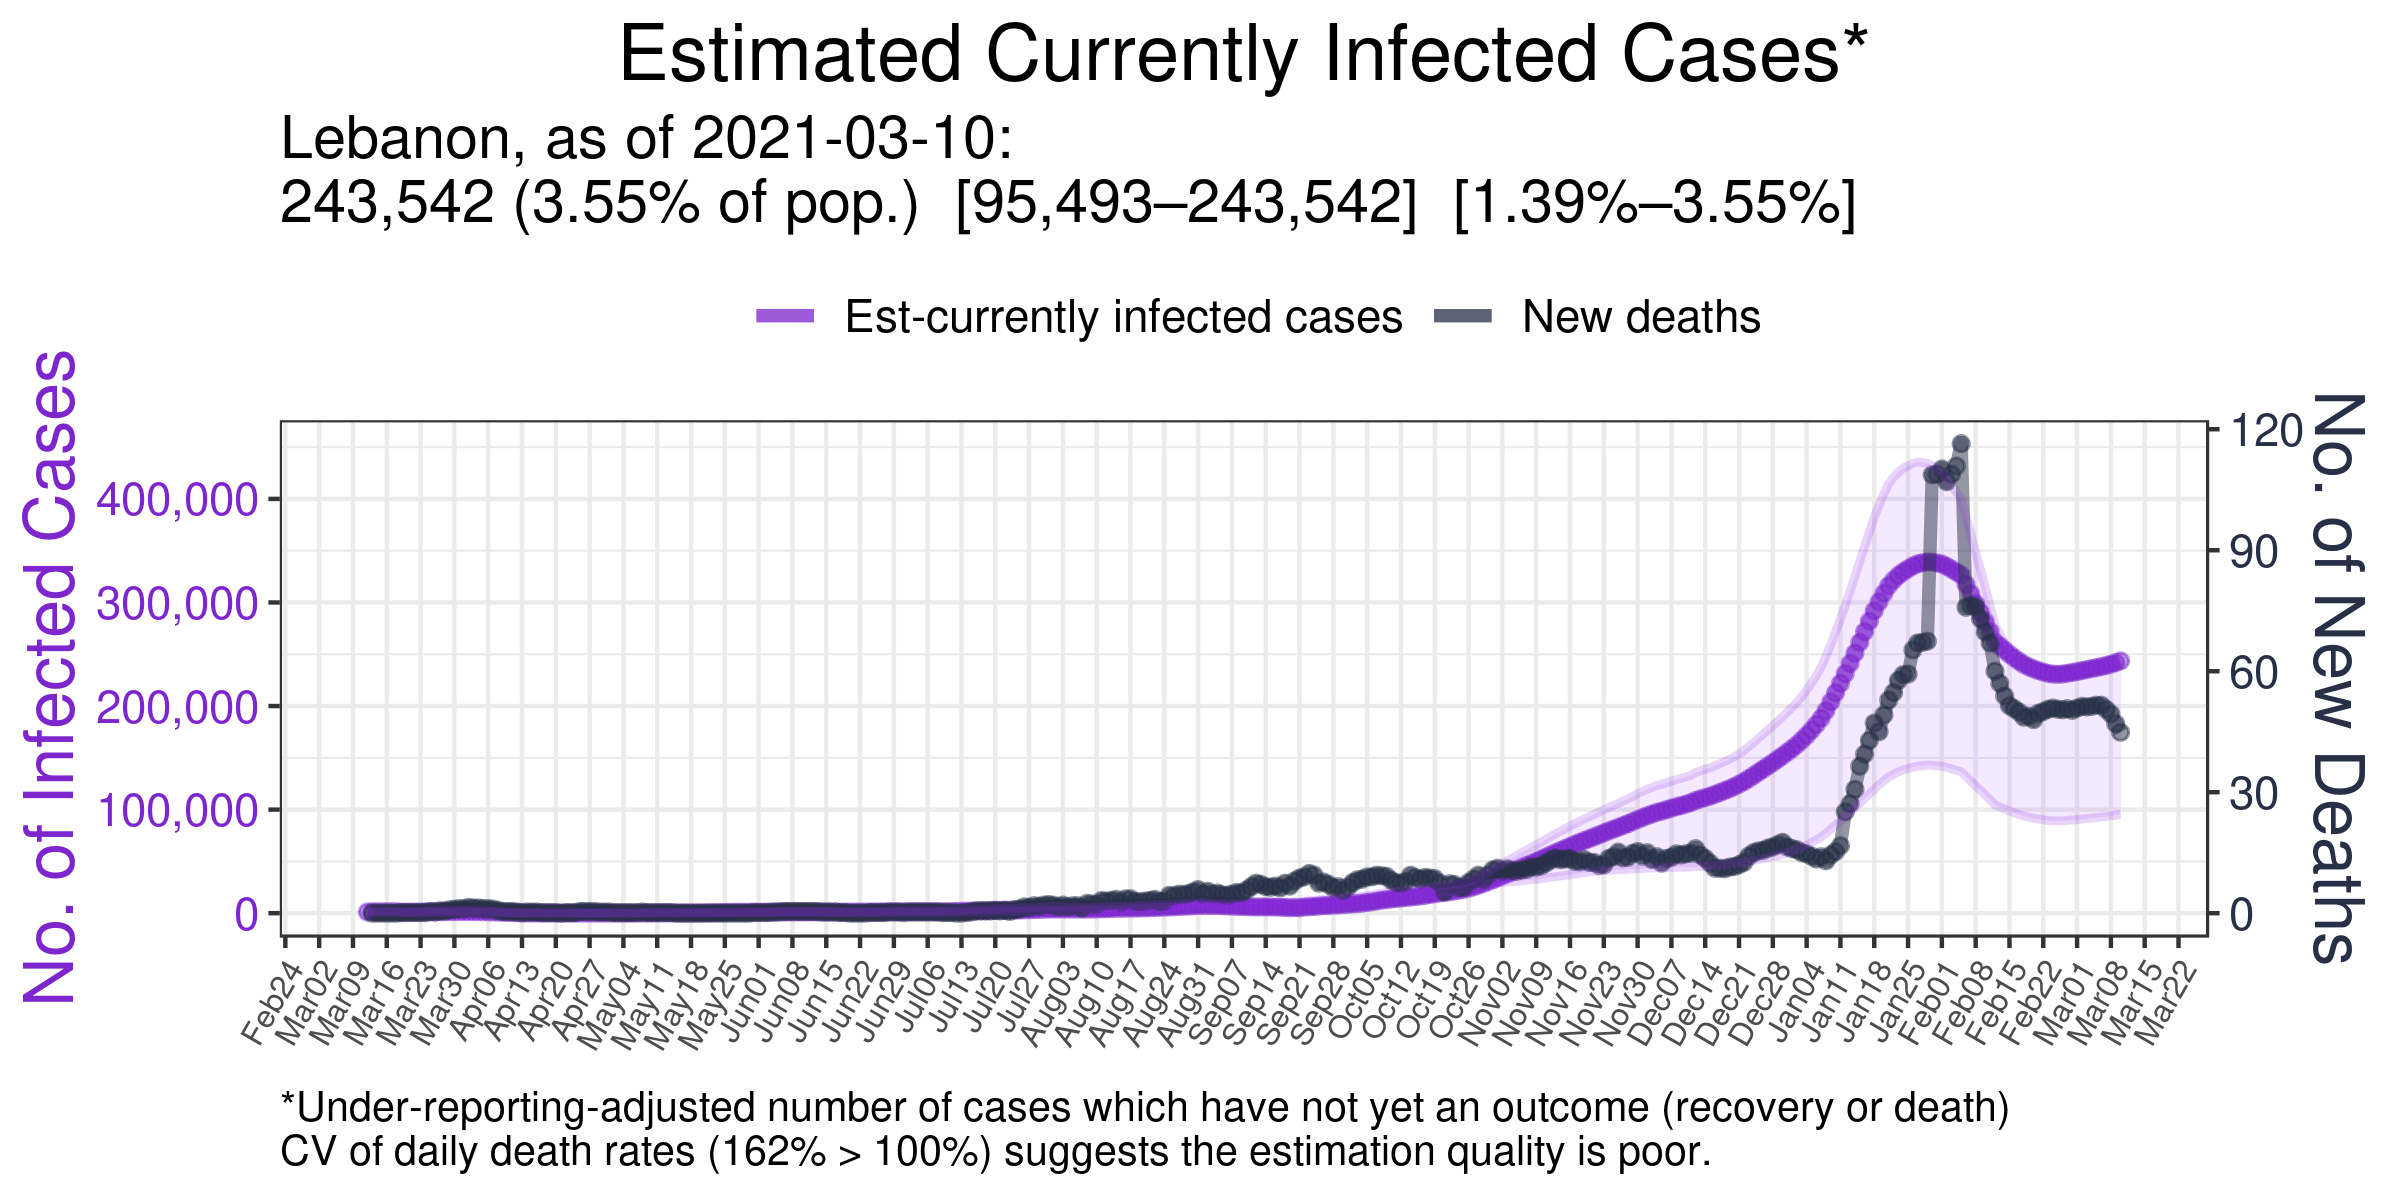 Estimated Currently Infected Cases*
Lebanon, as of 2021-03-10:
243,542 (3.55% of pop.)  [95,493–243,542]  [1.39%–3.55%]
Est-currently infected cases
New deaths
No. of Infected Cases
400,000
300,000
200,000
100,000
0
120
90
60
30
0
No. of New Deaths
Feb24
Mar02
Mar09
Mar16
Mar23
Mar30
Apr06
Apr13
Apr20
Apr27
May04
May11
May18
May25
Jun01
Jun08
Jun15
Jun22
Jun29
Jul06
Jul13
Jul20
Jul27
Aug03
Aug10
Aug17
Aug24
Aug31
Sep07
Sep14
Sep21
Sep28
Oct05
Oct12
Oct19
Oct26
Nov02
Nov09
Nov16
Nov23
Nov30
Dec07
Dec14
Dec21
Dec28
Jan04
Jan11
Jan18
Jan25
Feb01
Feb08
Feb15
Feb22
Mar01
Mar08
Mar15
Mar22
*Under-reporting-adjusted number of cases which have not yet an outcome (recovery or death)
CV of daily death rates (162% > 100%) suggests the estimation quality is poor.